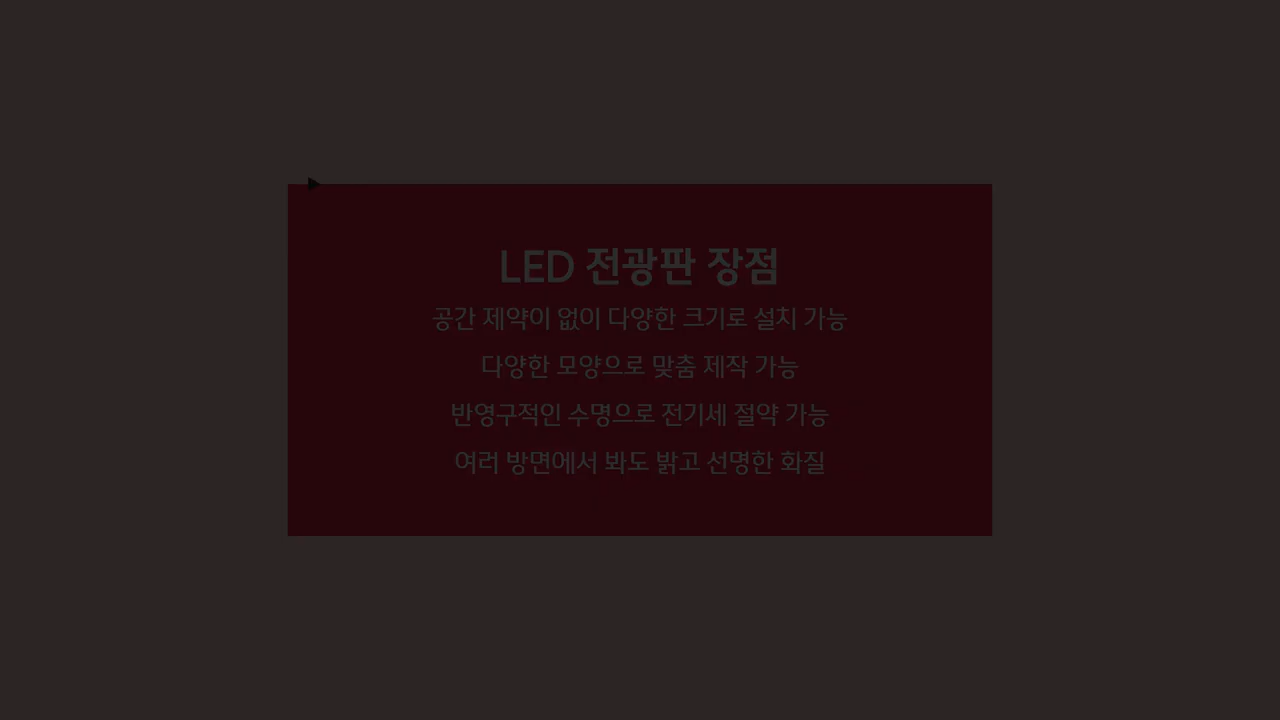 LED 전광판 장점
공간 제약이 없이 다양한 크기로 설치 가능
다양한 모양으로 맞춤 제작 가능
반영구적인 수명으로 전기세 절약 가능
여러 방면에서 봐도 밝고 선명한 화질